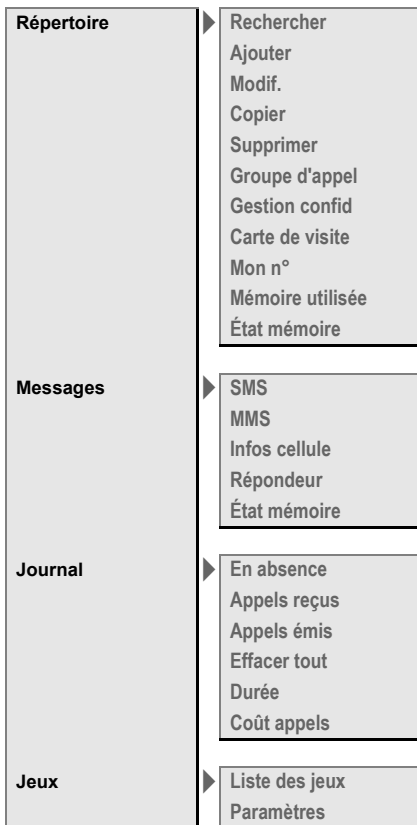 Répertoire
Rechercher
Ajouter
Modif.
Copier
Supprimer
Groupe d'appel
Gestion confid
Carte de visite
Mon n°
Mémoire utilisée
État mémoire
Messages
SMS
MMS
Infos cellule
Répondeur
État mémoire
Journal
En absence
Appels reçus
Appels émis
Effacer tout
Durée
Coût appels
Jeux
Liste des jeux
Paramètres